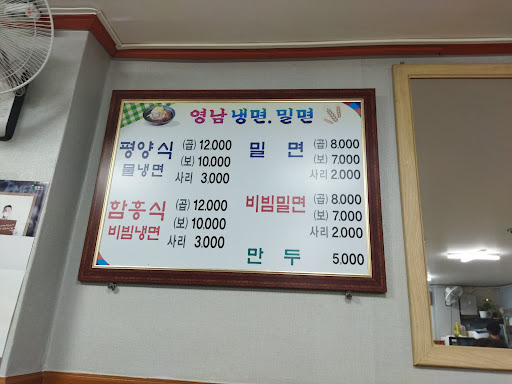 영남냉면.밀면
평양식 물냉면 (곱) 12.000
(보) 10.000
사리 3.000
함흥식 비빔냉면 (곱) 12.000
(보) 10.000
사리 3.000
밀면 (곱) 8.000
(보) 7.000
사리 2.000
비빔밀면 (곱) 8.000
(보) 7.000
사리 2.000
만두 5.000